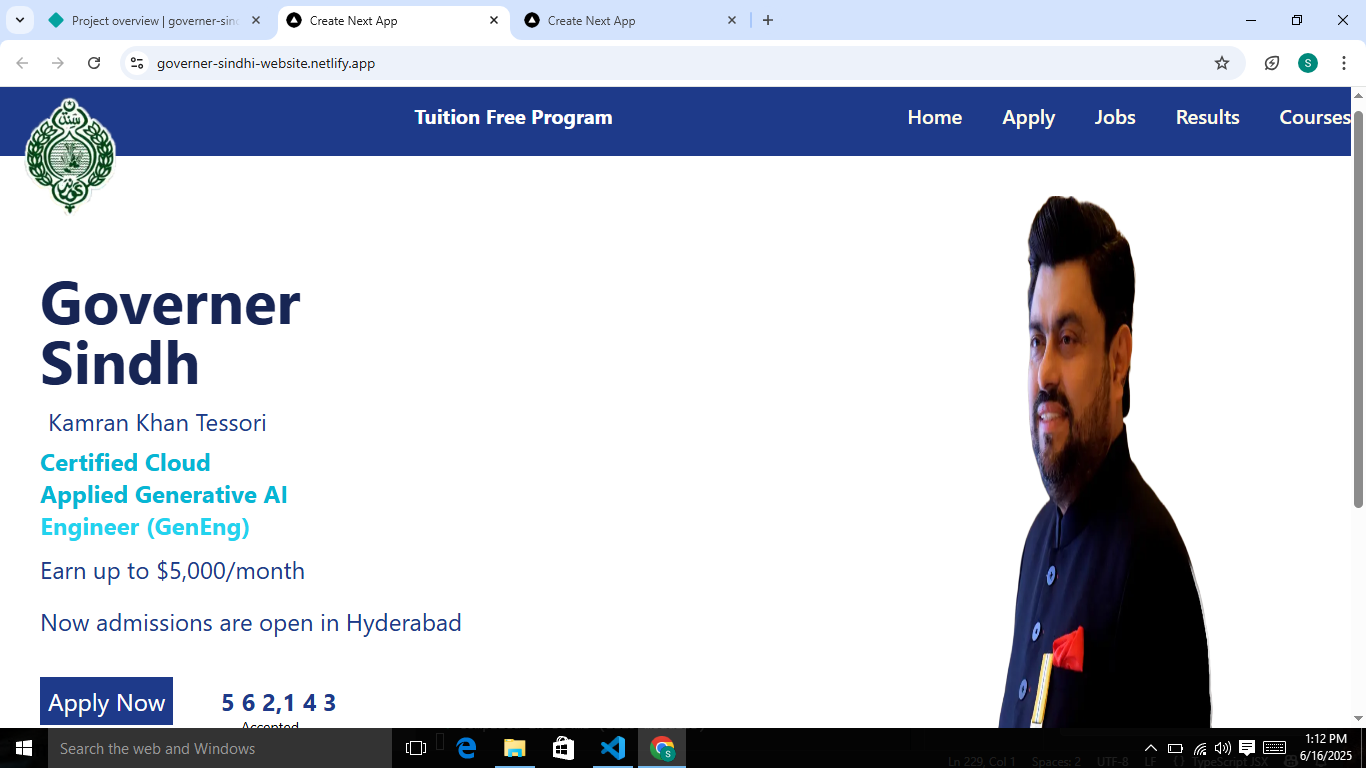 Project overview | governer-sin
Create Next App
Create Next App
governer-sindhi-website.netlify.app
S
Tuition Free Program
Home Apply Jobs Results Courses
Governer
Sindh
Kamran Khan Tessori
Certified Cloud
Applied Generative AI
Engineer (GenEng)
Earn up to $5,000/month
Now admissions are open in Hyderabad
Apply Now
5 6 2,1 4 3
Accepted
Search the web and Windows
Ln 229, Col 1 Spaces: 2 UTF-8 LF {} TypeScript JSX
1:12 PM
6/16/2025